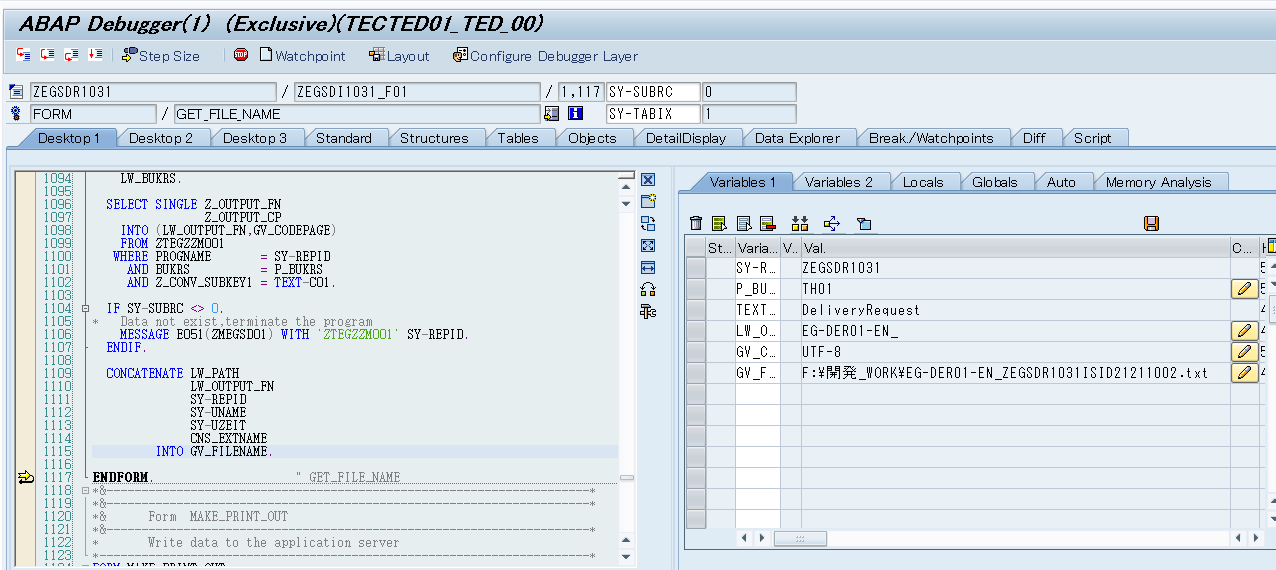 ABAP Debugger(1) (Exclusive)(TECTED01_TED_00)
Step Size Watchpoint Layout Configure Debugger Layer
ZEGSDR1031 / ZEGSDI1031_F01 / 1,117 SY-SUBRC 0
FORM / GET_FILE_NAME SY-TABIX 1
Desktop 1 Desktop 2 Desktop 3 Standard Structures Tables Objects DetailDisplay Data Explorer Break./Watchpoints Diff Script
1094 LW_BUKRS.
1095
1096 SELECT SINGLE Z_OUTPUT_FN
1097 Z_OUTPUT_CP
1098 INTO (LW_OUTPUT_FN,GV_CODEPAGE)
1099 FROM ZTEGZZM001
1100 WHERE PROGNAME = SY-REPID
1101 AND BUKRS = P_BUKRS
1102 AND Z_CONV_SUBKEY1 = TEXT-C01.
1103
1104 IF SY-SUBRC <> 0.
1105 * Data not exist,terminate the program
1106 MESSAGE E051(ZMEGSD01) WITH 'ZTEGZZM001' SY-REPID.
1107 ENDIF.
1108
1109 CONCATENATE LW_PATH
1110 LW_OUTPUT_FN
1111 SY-REPID
1112 SY-UNAME
1113 SY-UZEIT
1114 CNS_EXTNAME
1115 INTO GV_FILENAME.
1116
1117 ENDFORM. " GET_FILE_NAME
1118 *&---------------------------------------------------------------------*
1119 *&---------------------------------------------------------------------*
1120 *& Form MAKE_PRINT_OUT
1121 *&---------------------------------------------------------------------*
1122 * Write data to the application server
1123 *----------------------------------------------------------------------*
1124 FORM MAKE_PRINT_OUT
Variables 1 Variables 2 Locals Globals Auto Memory Analysis
St... Varia... V.. Val. C...
SY-R... ZEGSDR1031
P_BU... TH01
TEXT... DeliveryRequest
LW_O... EG-DER01-EN_
GV_C... UTF-8
GV_F... F:¥開発_WORK¥EG-DER01-EN_ZEGSDR1031ISID21211002.txt